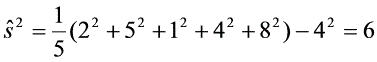 ŝ² = 1/5(2² + 5² + 1² + 4² + 8²) − 4² = 6